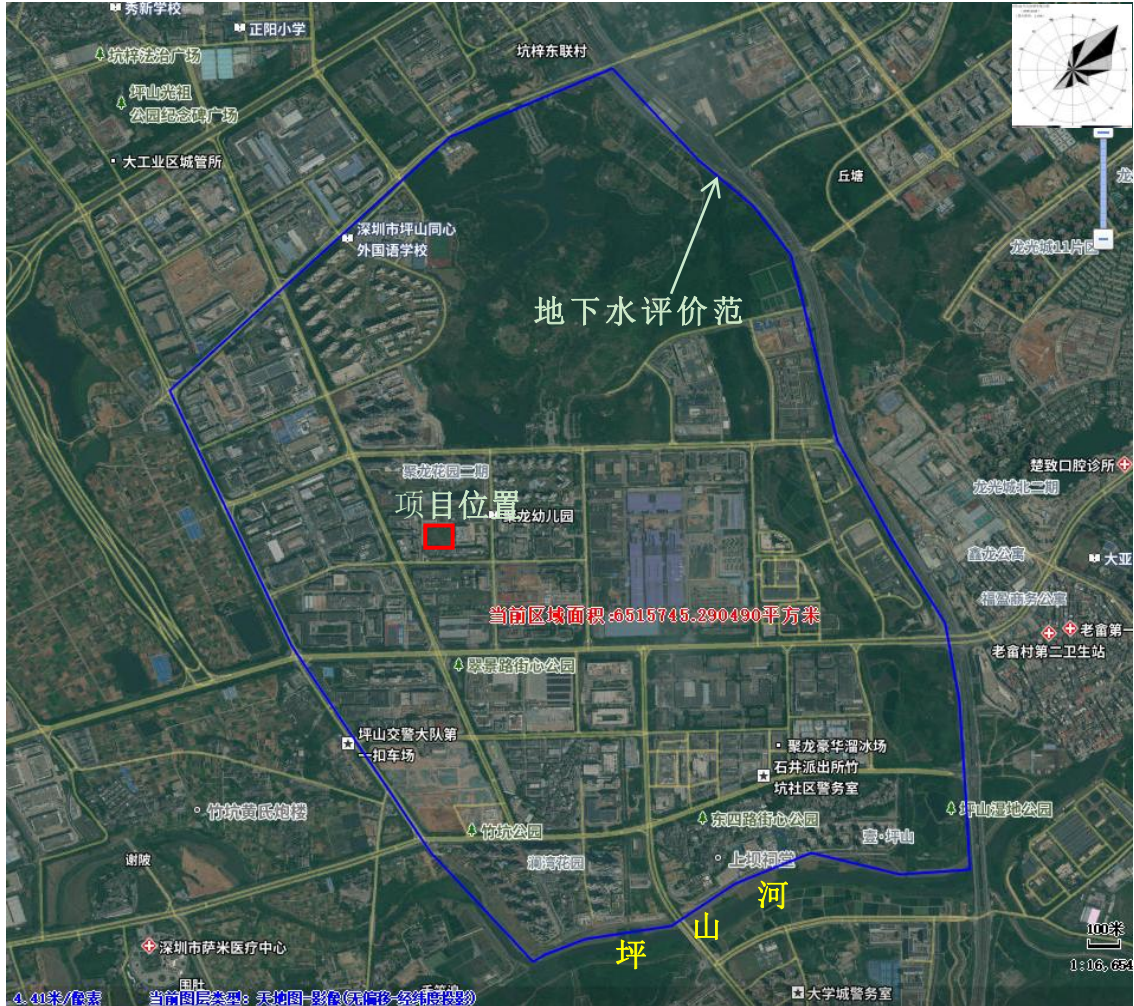 秀新学校
正阳小学
坑梓东联村
坑梓法治广场
坪山光祖
公园纪念碑广场
大工业区城管所
丘塘
龙光城11片区
深圳市坪山同心
外国语学校
地下水评价范
聚龙花园二期
项目位置
聚龙幼儿园
楚致口腔诊所
龙光城北二期
鑫龙公寓
大亚
福盈商务公寓
当前区域面积:6515745.290490平方米
老畲第一
老畲村第二卫生站
翠景路街心公园
坪山交警大队第
一扣车场
聚龙豪华溜冰场
石井派出所竹
坑社区警务室
竹坑黄氏炮楼
竹坑公园
东四路街心公园
坪山湿地公园
壹·坪山
谢陂
澜湾花园
上坝祠堂
坪山河
深圳市萨米医疗中心
围肚
大学城警务室
100米
1:16,654
4.41米/像素
当前图层类型: 天地图-影像(无偏移-经纬度投影)